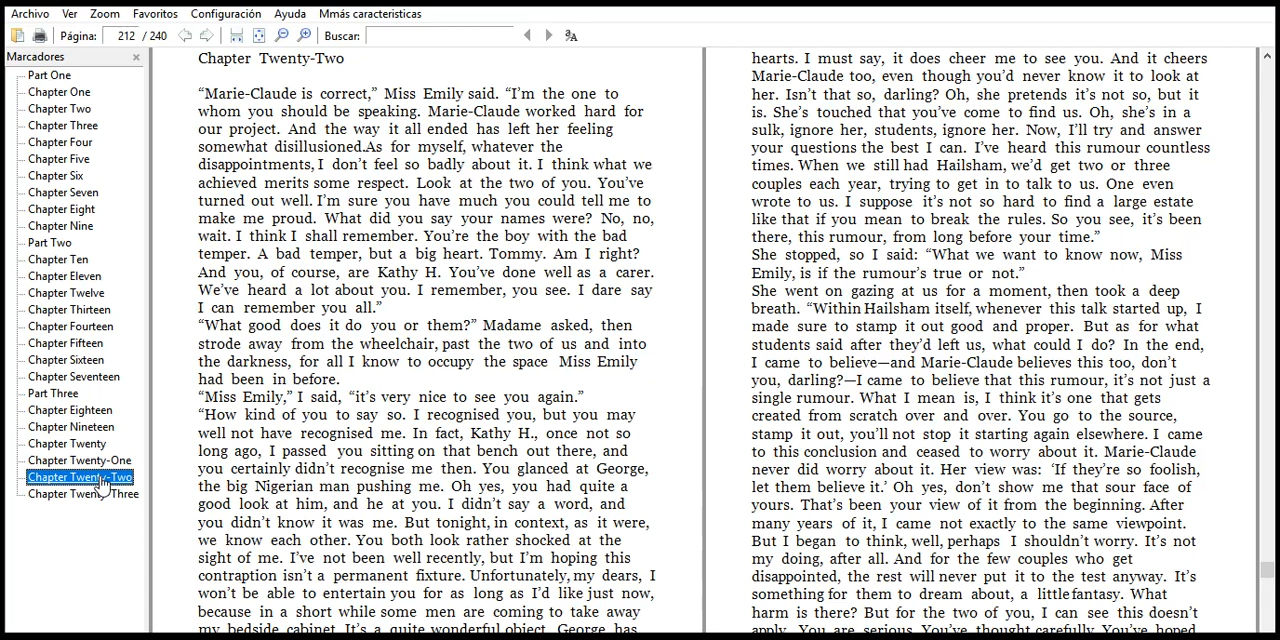 Archivo Ver Zoom Favoritos Configuración Ayuda Mmás caracteristicas
Página: 212 / 240 Buscar:
Marcadores
Part One
Chapter One
Chapter Two
Chapter Three
Chapter Four
Chapter Five
Chapter Six
Chapter Seven
Chapter Eight
Chapter Nine
Part Two
Chapter Ten
Chapter Eleven
Chapter Twelve
Chapter Thirteen
Chapter Fourteen
Chapter Fifteen
Chapter Sixteen
Chapter Seventeen
Part Three
Chapter Eighteen
Chapter Nineteen
Chapter Twenty
Chapter Twenty-One
Chapter Twenty-Two
Chapter Twenty-Three
Chapter Twenty-Two
“Marie-Claude is correct,” Miss Emily said. “I’m the one to
whom you should be speaking. Marie-Claude worked hard for
our project. And the way it all ended has left her feeling
somewhat disillusioned.As for myself, whatever the
disappointments, I don’t feel so badly about it. I think what we
achieved merits some respect. Look at the two of you. You’ve
turned out well. I’m sure you have much you could tell me to
make me proud. What did you say your names were? No, no,
wait. I think I shall remember. You’re the boy with the bad
temper. A bad temper, but a big heart. Tommy. Am I right?
And you, of course, are Kathy H. You’ve done well as a carer.
We’ve heard a lot about you. I remember, you see. I dare say
I can remember you all.”
“What good does it do you or them?” Madame asked, then
strode away from the wheelchair, past the two of us and into
the darkness, for all I know to occupy the space Miss Emily
had been in before.
“Miss Emily,” I said, “it’s very nice to see you again.”
“How kind of you to say so. I recognised you, but you may
well not have recognised me. In fact, Kathy H., once not so
long ago, I passed you sitting on that bench out there, and
you certainly didn’t recognise me then. You glanced at George,
the big Nigerian man pushing me. Oh yes, you had quite a
good look at him, and he at you. I didn’t say a word, and
you didn’t know it was me. But tonight, in context, as it were,
we know each other. You both look rather shocked at the
sight of me. I’ve not been well recently, but I’m hoping this
contraption isn’t a permanent fixture. Unfortunately, my dears, I
won’t be able to entertain you for as long as I’d like just now,
because in a short while some men are coming to take away
my bedside cabinet. It’s a quite wonderful object. George has
hearts. I must say, it does cheer me to see you. And it cheers
Marie-Claude too, even though you’d never know it to look at
her. Isn’t that so, darling? Oh, she pretends it’s not so, but it
is. She’s touched that you’ve come to find us. Oh, she’s in a
sulk, ignore her, students, ignore her. Now, I’ll try and answer
your questions the best I can. I’ve heard this rumour countless
times. When we still had Hailsham, we’d get two or three
couples each year, trying to get in to talk to us. One even
wrote to us. I suppose it’s not so hard to find a large estate
like that if you mean to break the rules. So you see, it’s been
there, this rumour, from long before your time.”
She stopped, so I said: “What we want to know now, Miss
Emily, is if the rumour’s true or not.”
She went on gazing at us for a moment, then took a deep
breath. “Within Hailsham itself, whenever this talk started up, I
made sure to stamp it out good and proper. But as for what
students said after they’d left us, what could I do? In the end,
I came to believe—and Marie-Claude believes this too, don’t
you, darling?—I came to believe that this rumour, it’s not just a
single rumour. What I mean is, I think it’s one that gets
created from scratch over and over. You go to the source,
stamp it out, you’ll not stop it starting again elsewhere. I came
to this conclusion and ceased to worry about it. Marie-Claude
never did worry about it. Her view was: ‘If they’re so foolish,
let them believe it.’ Oh yes, don’t show me that sour face of
yours. That’s been your view of it from the beginning. After
many years of it, I came not exactly to the same viewpoint.
But I began to think, well, perhaps I shouldn’t worry. It’s not
my doing, after all. And for the few couples who get
disappointed, the rest will never put it to the test anyway. It’s
something for them to dream about, a little fantasy. What
harm is there? But for the two of you, I can see this doesn’t
apply. You are serious. You’ve thought carefully. You’ve hoped